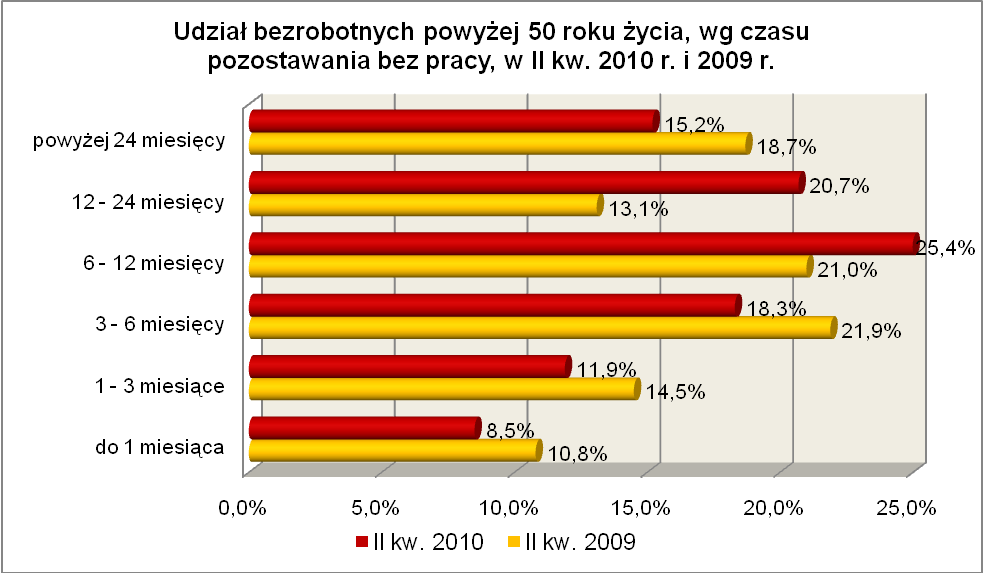 Udział bezrobotnych powyżej 50 roku życia, wg czasu
pozostawania bez pracy, w II kw. 2010 r. i 2009 r.
powyżej 24 miesięcy
15,2%
18,7%
12 - 24 miesięcy
20,7%
13,1%
6 - 12 miesięcy
25,4%
21,0%
3 - 6 miesięcy
18,3%
21,9%
1 - 3 miesiące
11,9%
14,5%
do 1 miesiąca
8,5%
10,8%
0,0% 5,0% 10,0% 15,0% 20,0% 25,0%
II kw. 2010 II kw. 2009